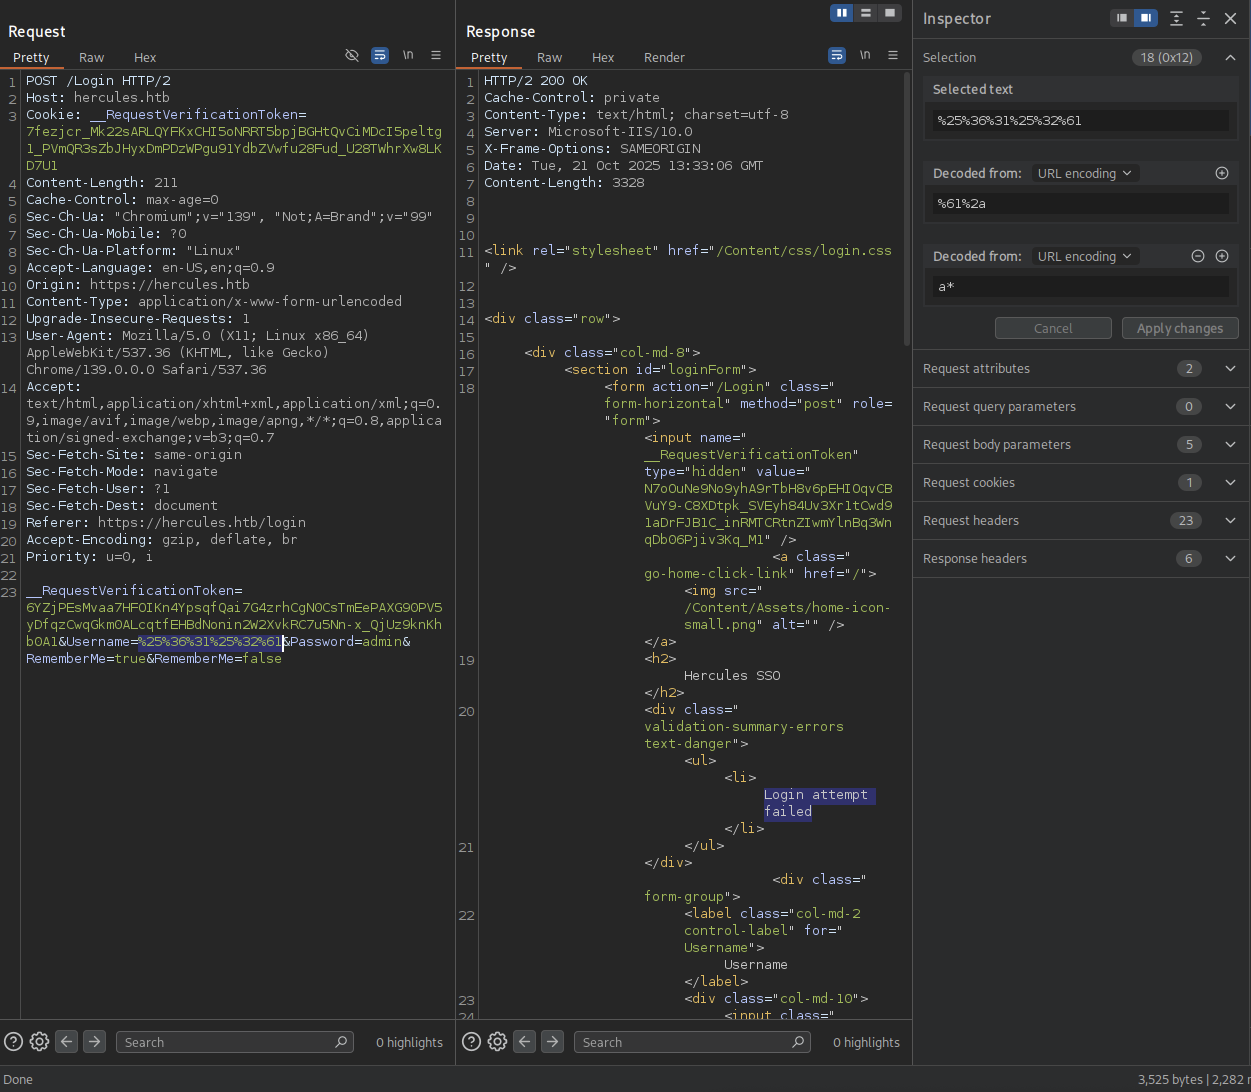 Request
Pretty Raw Hex \n
1 POST /Login HTTP/2
2 Host: hercules.htb
3 Cookie: __RequestVerificationToken=
7fezjcr_Mk22sARLQYFKxCHI5oNRRT5bpjBGHtQvCiMDcI5peltg
1_PVmQR3sZbJHyxDmPDzWPgu91YdbZVwfu28Fud_U28TWhrXw8LK
D7U1
4 Content-Length: 211
5 Cache-Control: max-age=0
6 Sec-Ch-Ua: "Chromium";v="139", "Not;A=Brand";v="99"
7 Sec-Ch-Ua-Mobile: ?0
8 Sec-Ch-Ua-Platform: "Linux"
9 Accept-Language: en-US,en;q=0.9
10 Origin: https://hercules.htb
11 Content-Type: application/x-www-form-urlencoded
12 Upgrade-Insecure-Requests: 1
13 User-Agent: Mozilla/5.0 (X11; Linux x86_64)
AppleWebKit/537.36 (KHTML, like Gecko)
Chrome/139.0.0.0 Safari/537.36
14 Accept:
text/html,application/xhtml+xml,application/xml;q=0.
9,image/avif,image/webp,image/apng,*/*;q=0.8,applica
tion/signed-exchange;v=b3;q=0.7
15 Sec-Fetch-Site: same-origin
16 Sec-Fetch-Mode: navigate
17 Sec-Fetch-User: ?1
18 Sec-Fetch-Dest: document
19 Referer: https://hercules.htb/login
20 Accept-Encoding: gzip, deflate, br
21 Priority: u=0, i
22
23 __RequestVerificationToken=
6YZjPEsMvaa7HFOIKn4YpsqfQai7G4zrhCgNOCsTmEePAXG90PV5
yDfqzCwqGkm0ALcqtfEHBdNonin2W2XvkRC7u5Nn-x_QjUz9knKh
bOA1&Username=%25%36%31%25%32%61&Password=admin&
RememberMe=true&RememberMe=false
Search 0 highlights
Done
Response
Pretty Raw Hex Render \n
1 HTTP/2 200 OK
2 Cache-Control: private
3 Content-Type: text/html; charset=utf-8
4 Server: Microsoft-IIS/10.0
5 X-Frame-Options: SAMEORIGIN
6 Date: Tue, 21 Oct 2025 13:33:06 GMT
7 Content-Length: 3328
8
9
10
11 <link rel="stylesheet" href="/Content/css/login.css
" />
12
13
14 <div class="row">
15
16 <div class="col-md-8">
17 <section id="loginForm">
18 <form action="/Login" class="
form-horizontal" method="post" role=
"form">
<input name="
__RequestVerificationToken"
type="hidden" value="
N7oOuNe9No9yhA9rTbH8v6pEHIOqvCB
VuY9-C8XDtpk_SVEyh84Uv3Xr1tCwd9
1aDrFJB1C_inRMTCRtnZIwmYlnBq3Wn
qDbO6Pjiv3Kq_M1" />
<a class="
go-home-click-link" href="/">
<img src="
/Content/Assets/home-icon-
small.png" alt="" />
</a>
19 <h2>
Hercules SSO
</h2>
20 <div class="
validation-summary-errors
text-danger">
<ul>
<li>
Login attempt
failed
</li>
21 </ul>
</div>
<div class="
form-group">
22 <label class="col-md-2
control-label" for="
Username">
Username
</label>
23 <div class="col-md-10">
24 <input class="
Search 0 highlights
Inspector
Selection 18 (0x12)
Selected text
%25%36%31%25%32%61
Decoded from: URL encoding
%61%2a
Decoded from: URL encoding
a*
Cancel Apply changes
Request attributes 2
Request query parameters 0
Request body parameters 5
Request cookies 1
Request headers 23
Response headers 6
3,525 bytes | 2,282